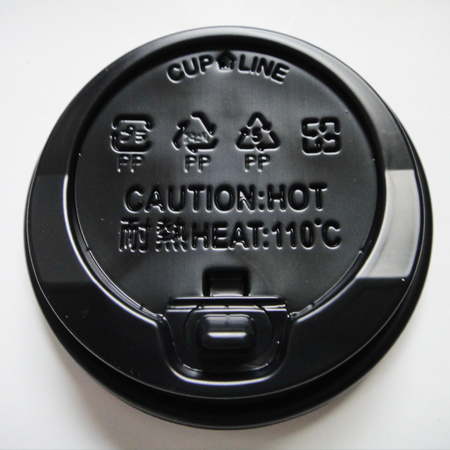 CUP LINE
PP PP PP
CAUTION:HOT
耐熱HEAT:110°C